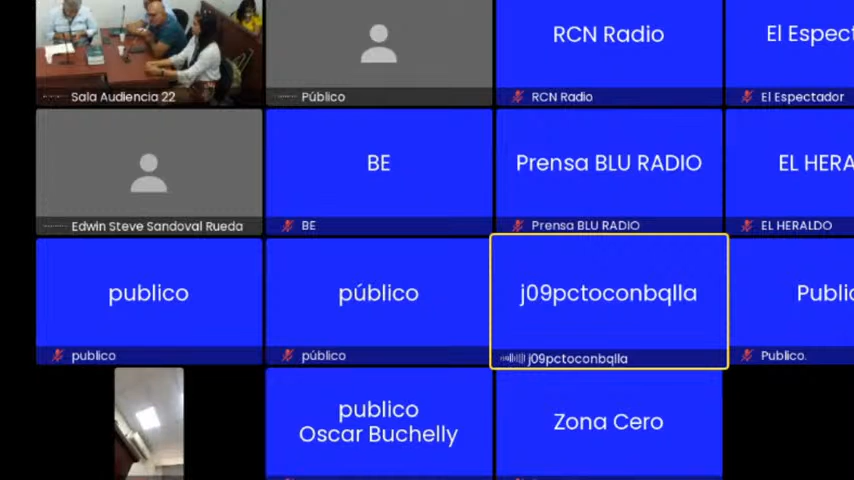 RCN Radio
El Espect
Sala Audiencia 22
Público
RCN Radio
El Espectador
BE
Prensa BLU RADIO
EL HERA
Edwin Steve Sandoval Rueda
BE
Prensa BLU RADIO
EL HERALDO
publico
público
j09pctoconbqlla
Public
publico
público
j09pctoconbqlla
Publico.
publico
Oscar Buchelly
Zona Cero